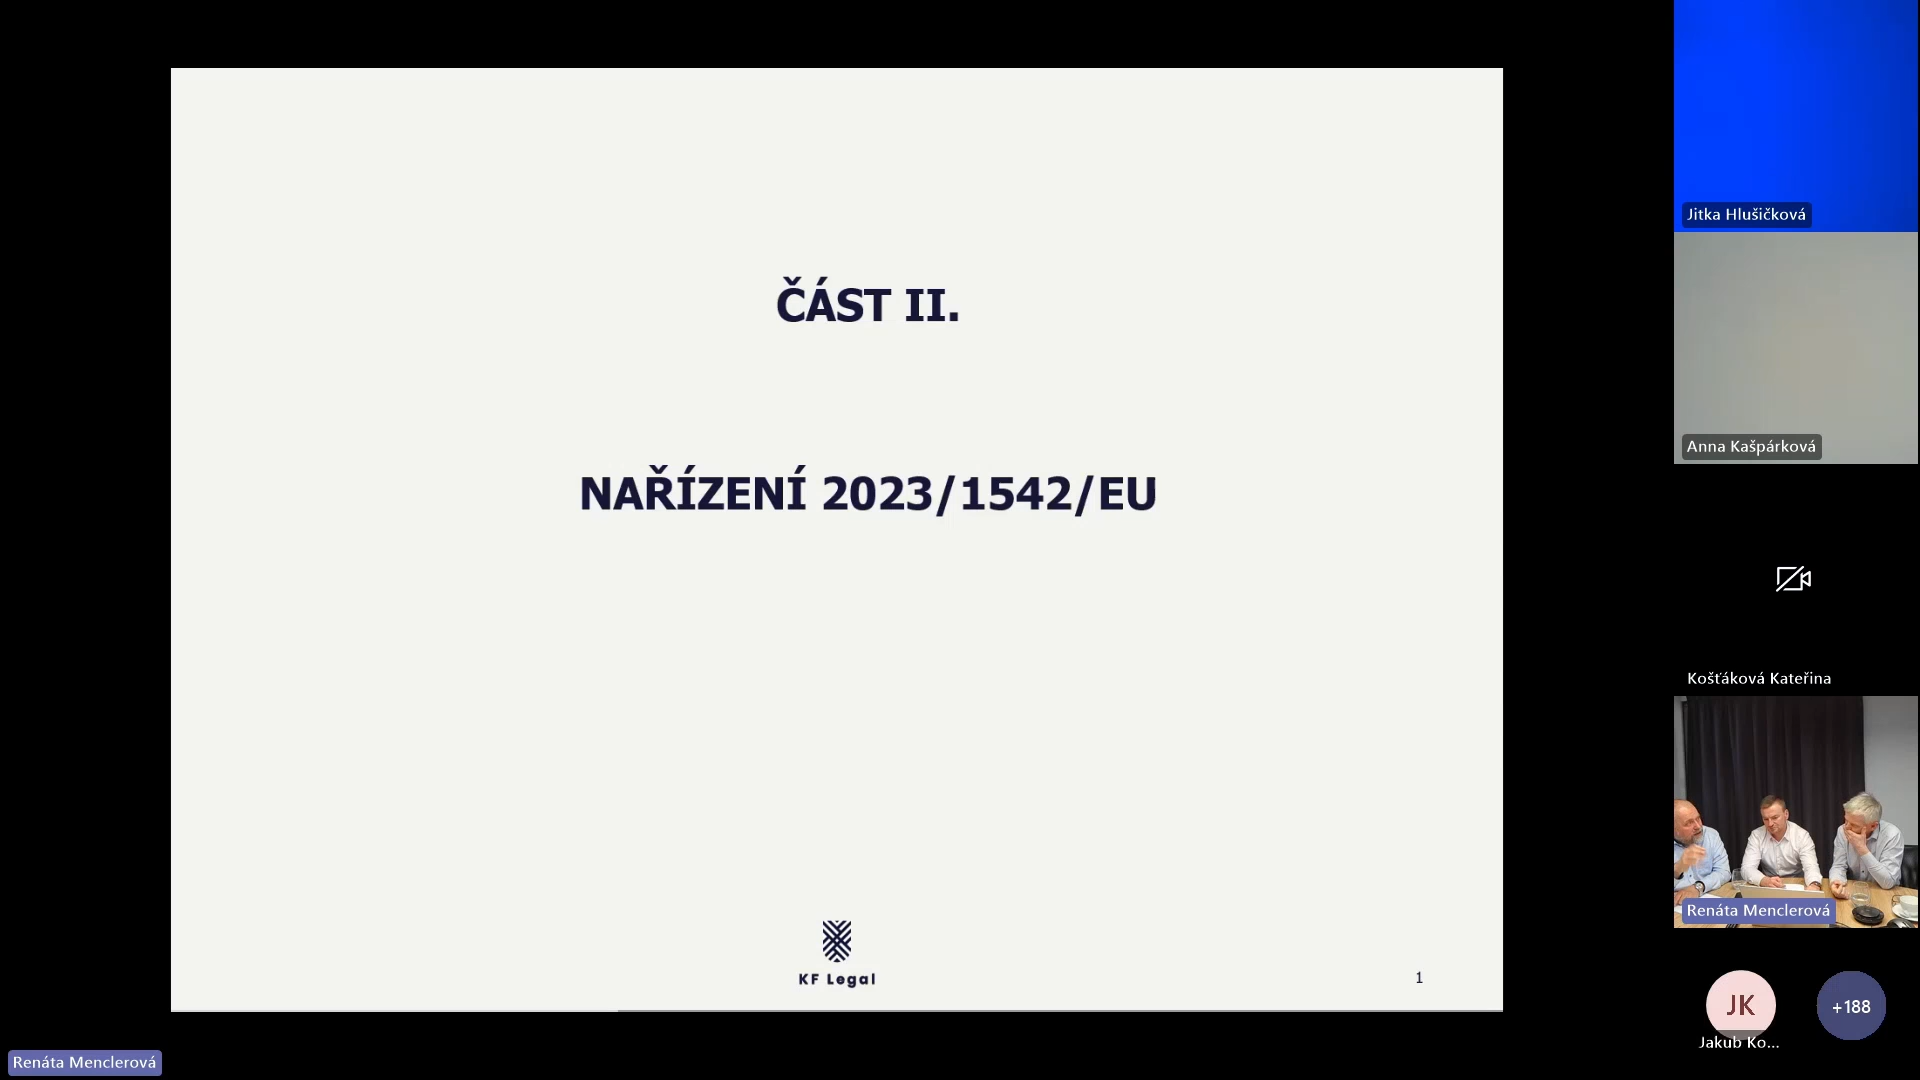 ČÁST II.
NAŘÍZENÍ 2023/1542/EU
KF Legal
1
Jitka Hlušičková
Anna Kašpárková
Košťáková Kateřina
Renáta Menclerová
JK
+188
Jakub Ko...
Renáta Menclerová